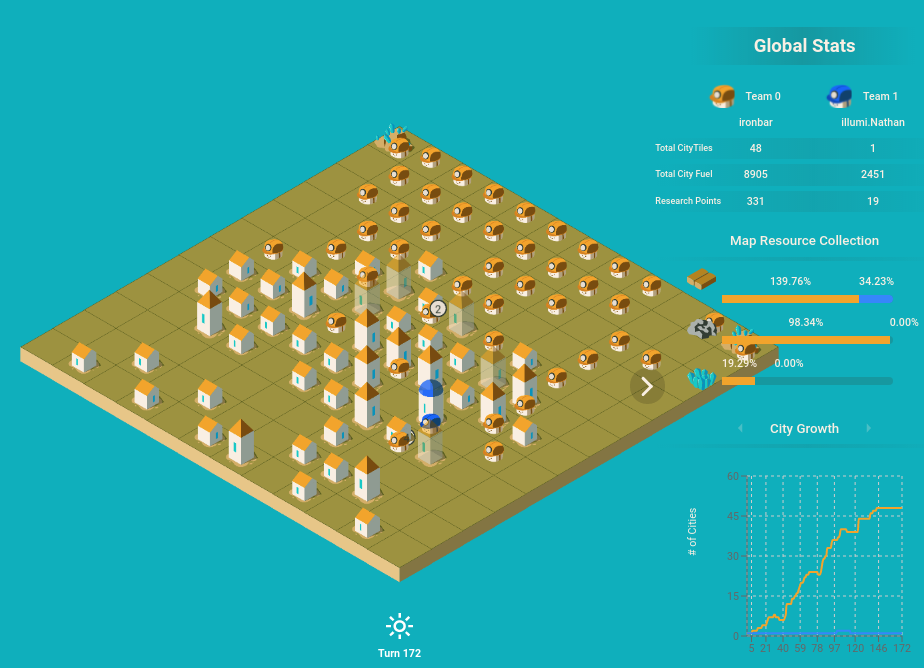 Global Stats
Team 0 Team 1
ironbar illumi.Nathan
Total CityTiles 48 1
Total City Fuel 8905 2451
Research Points 331 19
Map Resource Collection
139.76% 34.23%
98.34% 0.00%
19.29% 0.00%
2
City Growth
# of Cities
60
45
30
15
0
5 21 40 59 78 97 120 146 172
Turn 172